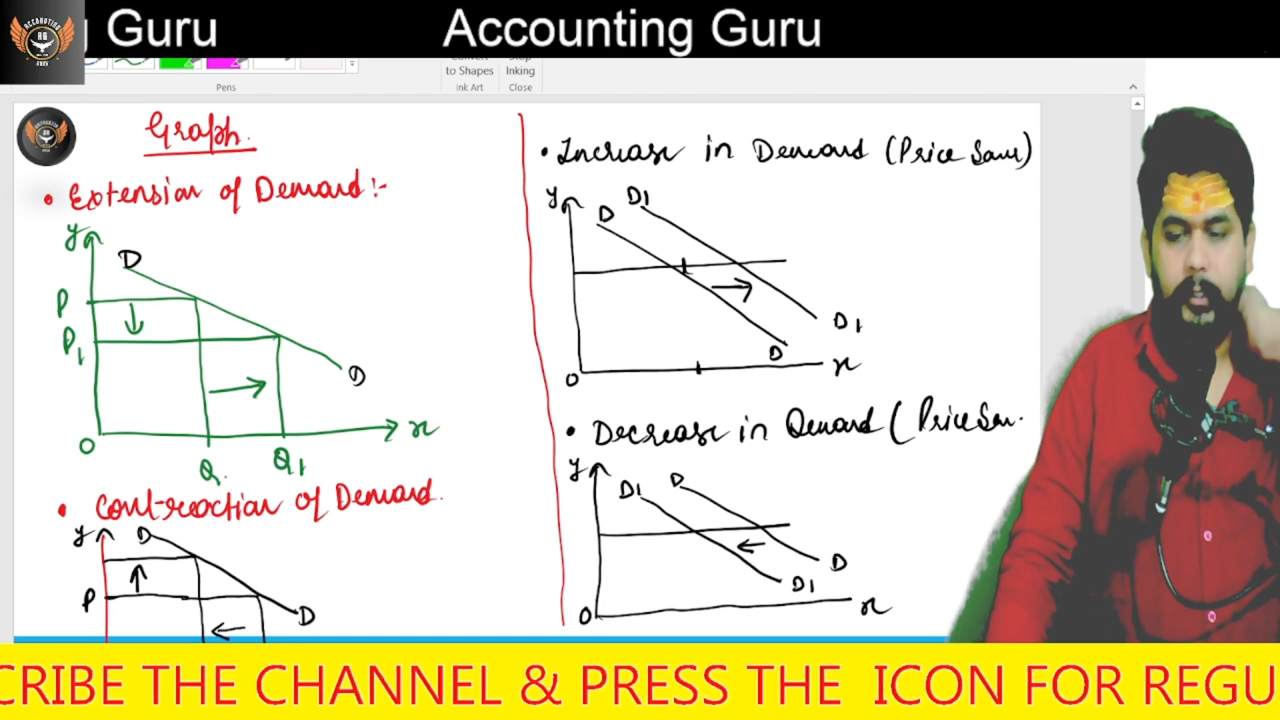 g Guru Accounting Guru
to Shapes Inking
Pens
Ink Art Close
Graph.
• Extension of Demand:-
y
D
P
P1
D
O
x
Q. Q1
• Contraction of Demand.
y D
P
D
• Increase in Demand (Price Same)
y
D D1
D1
D
O
x
• Decrease in Demand (Price Sam.
y
D1 D
D
D1
O
x
CRIBE THE CHANNEL & PRESS THE ICON FOR REGU